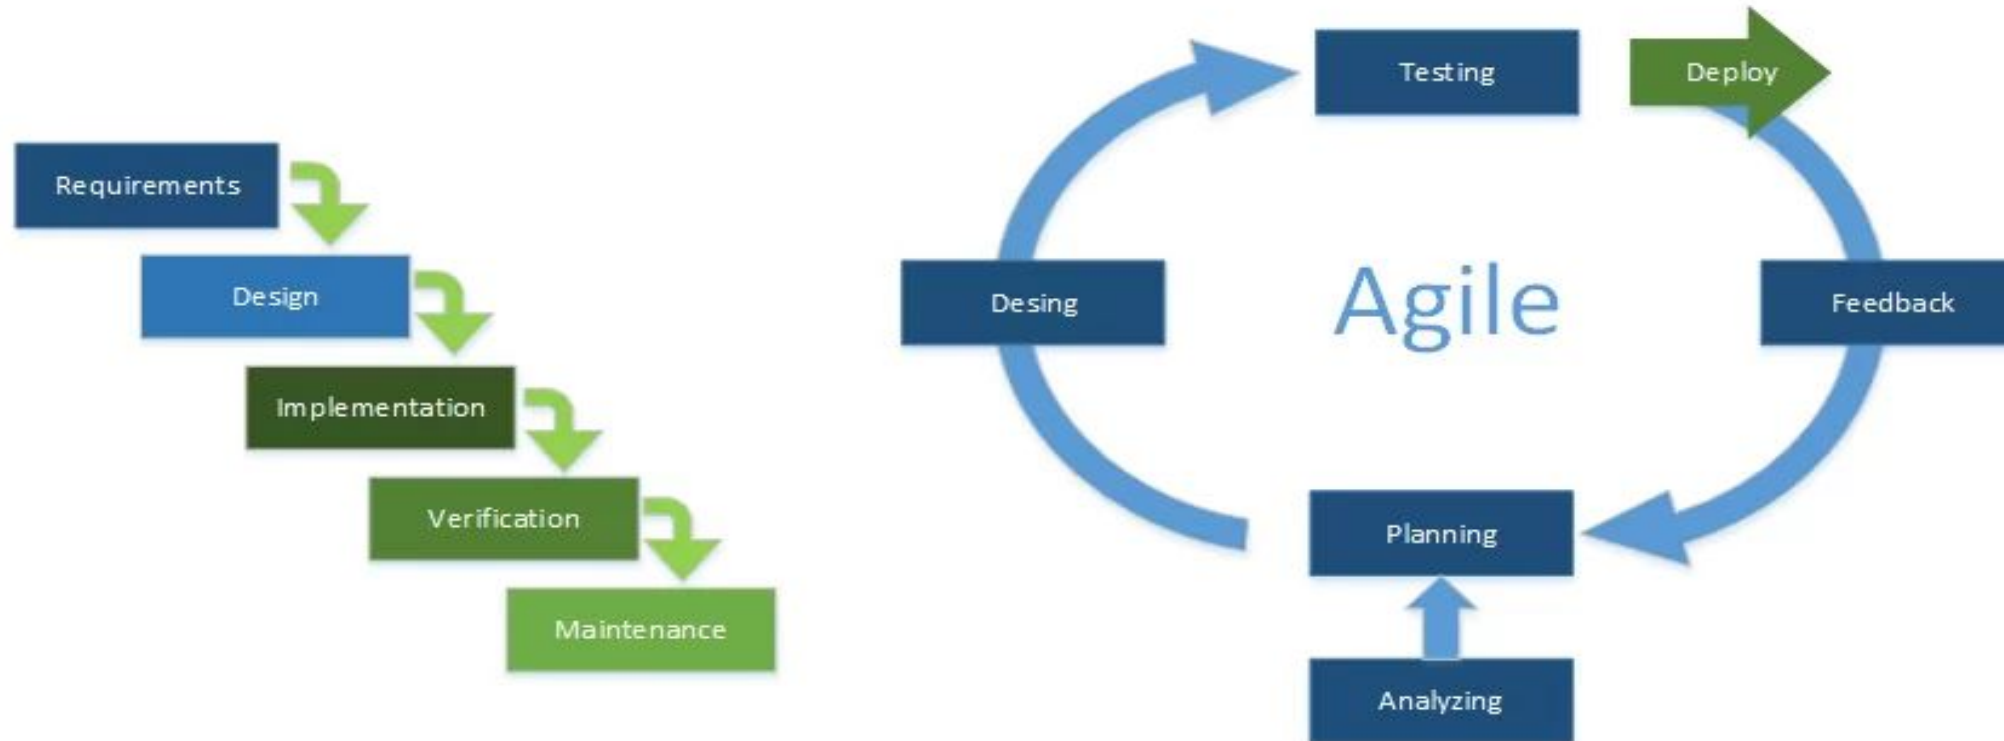 Requirements
Design
Implementation
Verification
Maintenance
Testing
Deploy
Desing
Agile
Feedback
Planning
Analyzing